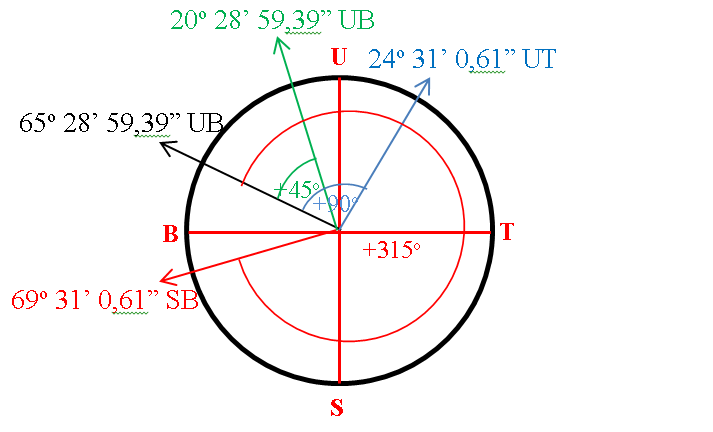 20º 28’ 59,39” UB
U
24º 31’ 0,61” UT
65º 28’ 59,39” UB
+45º
+90º
B
T
+315º
69º 31’ 0,61” SB
S